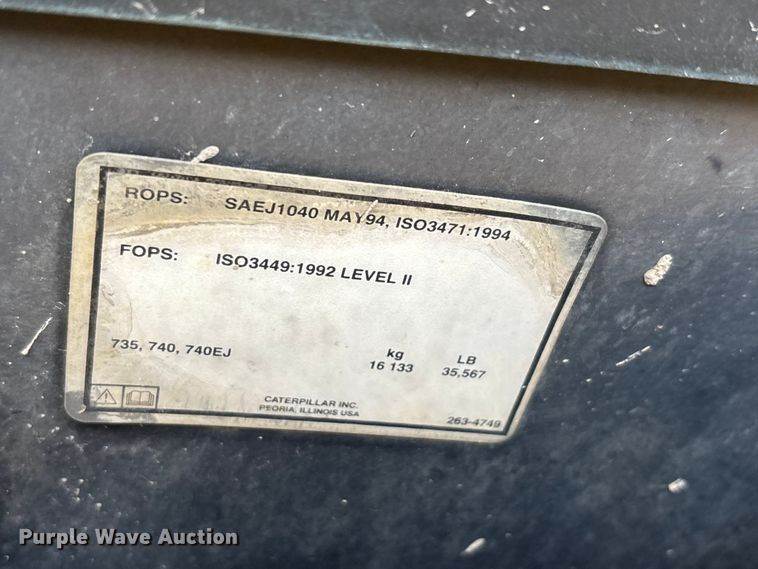 ROPS: SAEJ1040 MAY94, ISO3471:1994
FOPS: ISO3449:1992 LEVEL II
kg LB
735, 740, 740EJ 16 133 35,567
CATERPILLAR INC.
PEORIA, ILLINOIS USA
263-4749
Purple Wave Auction